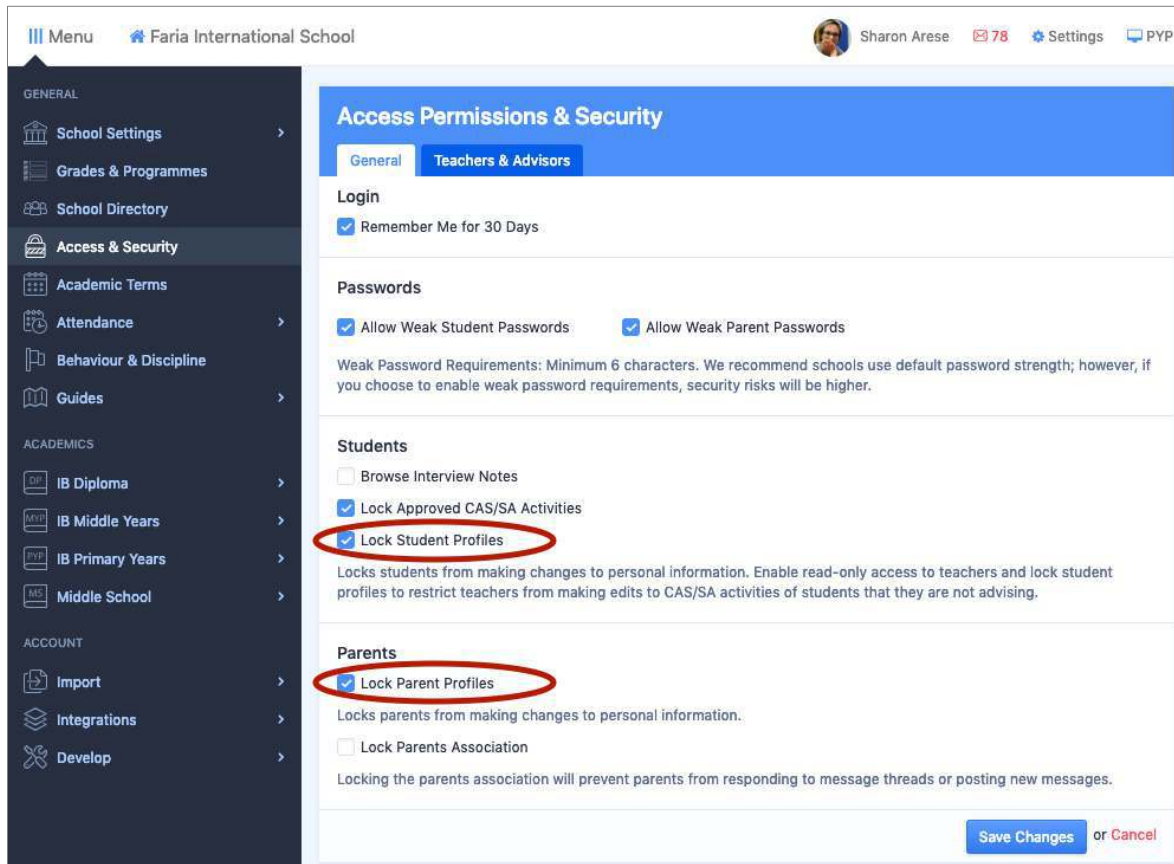 Menu
Faria International School
Sharon Arese
78
Settings
PYP
GENERAL
School Settings
Grades & Programmes
School Directory
Access & Security
Academic Terms
Attendance
Behaviour & Discipline
Guides
ACADEMICS
DP IB Diploma
MYP IB Middle Years
PYP IB Primary Years
MS Middle School
ACCOUNT
Import
Integrations
Develop
Access Permissions & Security
General
Teachers & Advisors
Login
Remember Me for 30 Days
Passwords
Allow Weak Student Passwords
Allow Weak Parent Passwords
Weak Password Requirements: Minimum 6 characters. We recommend schools use default password strength; however, if
you choose to enable weak password requirements, security risks will be higher.
Students
Browse Interview Notes
Lock Approved CAS/SA Activities
Lock Student Profiles
Locks students from making changes to personal information. Enable read-only access to teachers and lock student
profiles to restrict teachers from making edits to CAS/SA activities of students that they are not advising.
Parents
Lock Parent Profiles
Locks parents from making changes to personal information.
Lock Parents Association
Locking the parents association will prevent parents from responding to message threads or posting new messages.
Save Changes or Cancel